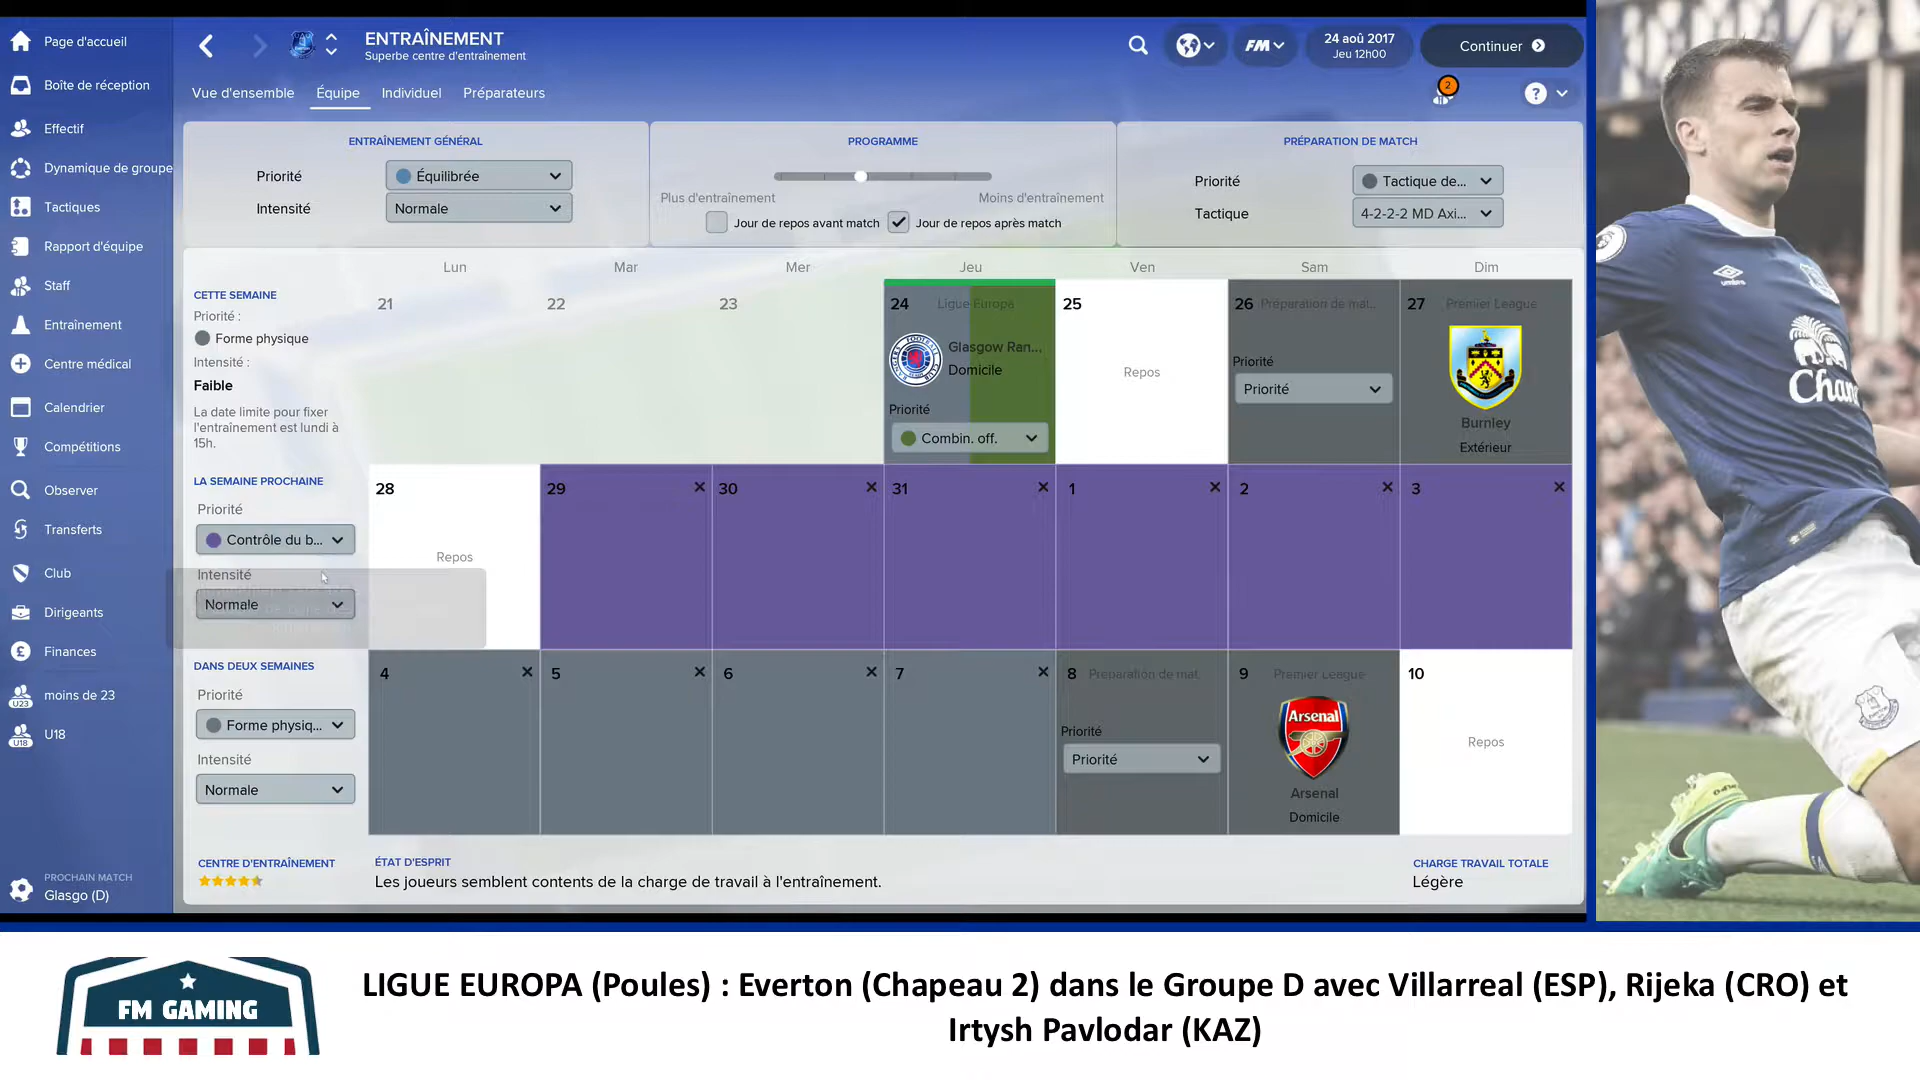 Page d'accueil
Boîte de réception
Effectif
Dynamique de groupe
Tactiques
Rapport d'équipe
Staff
Entraînement
Centre médical
Calendrier
Compétitions
Observer
Transferts
Club
Dirigeants
Finances
U23
moins de 23
U18
U18
PROCHAIN MATCH
Glasgo (D)
ENTRAÎNEMENT
Superbe centre d'entraînement
FM
24 aoû 2017
Jeu 12h00
Continuer
Vue d'ensemble
Équipe
Individuel
Préparateurs
2
?
ENTRAÎNEMENT GÉNÉRAL
Priorité
Équilibrée
Intensité
Normale
PROGRAMME
Plus d'entraînement
Moins d'entraînement
Jour de repos avant match
Jour de repos après match
PRÉPARATION DE MATCH
Priorité
Tactique de...
Tactique
4-2-2-2 MD Axi...
Lun Mar Mer Jeu Ven Sam Dim
CETTE SEMAINE
Priorité :
Forme physique
Intensité :
Faible
La date limite pour fixer
l'entraînement est lundi à
15h.
21
22
23
24 Ligue Europa
Glasgow Ran...
Domicile
Priorité
Combin. off.
25
Repos
26 Préparation de mat..
Priorité
Priorité
27 Premier League
Burnley
Extérieur
LA SEMAINE PROCHAINE
Priorité
Contrôle du b...
Intensité
Normale
28
Repos
29
30
31
1
2
3
DANS DEUX SEMAINES
Priorité
Forme physiq...
Intensité
Normale
4
5
6
7
8 Préparation de mat.
Priorité
Priorité
9 Premier League
Arsenal
Arsenal
Domicile
10
Repos
CENTRE D'ENTRAÎNEMENT
ÉTAT D'ESPRIT
Les joueurs semblent contents de la charge de travail à l'entraînement.
CHARGE TRAVAIL TOTALE
Légère
umbro
Chan
FM GAMING
LIGUE EUROPA (Poules) : Everton (Chapeau 2) dans le Groupe D avec Villarreal (ESP), Rijeka (CRO) et
Irtysh Pavlodar (KAZ)